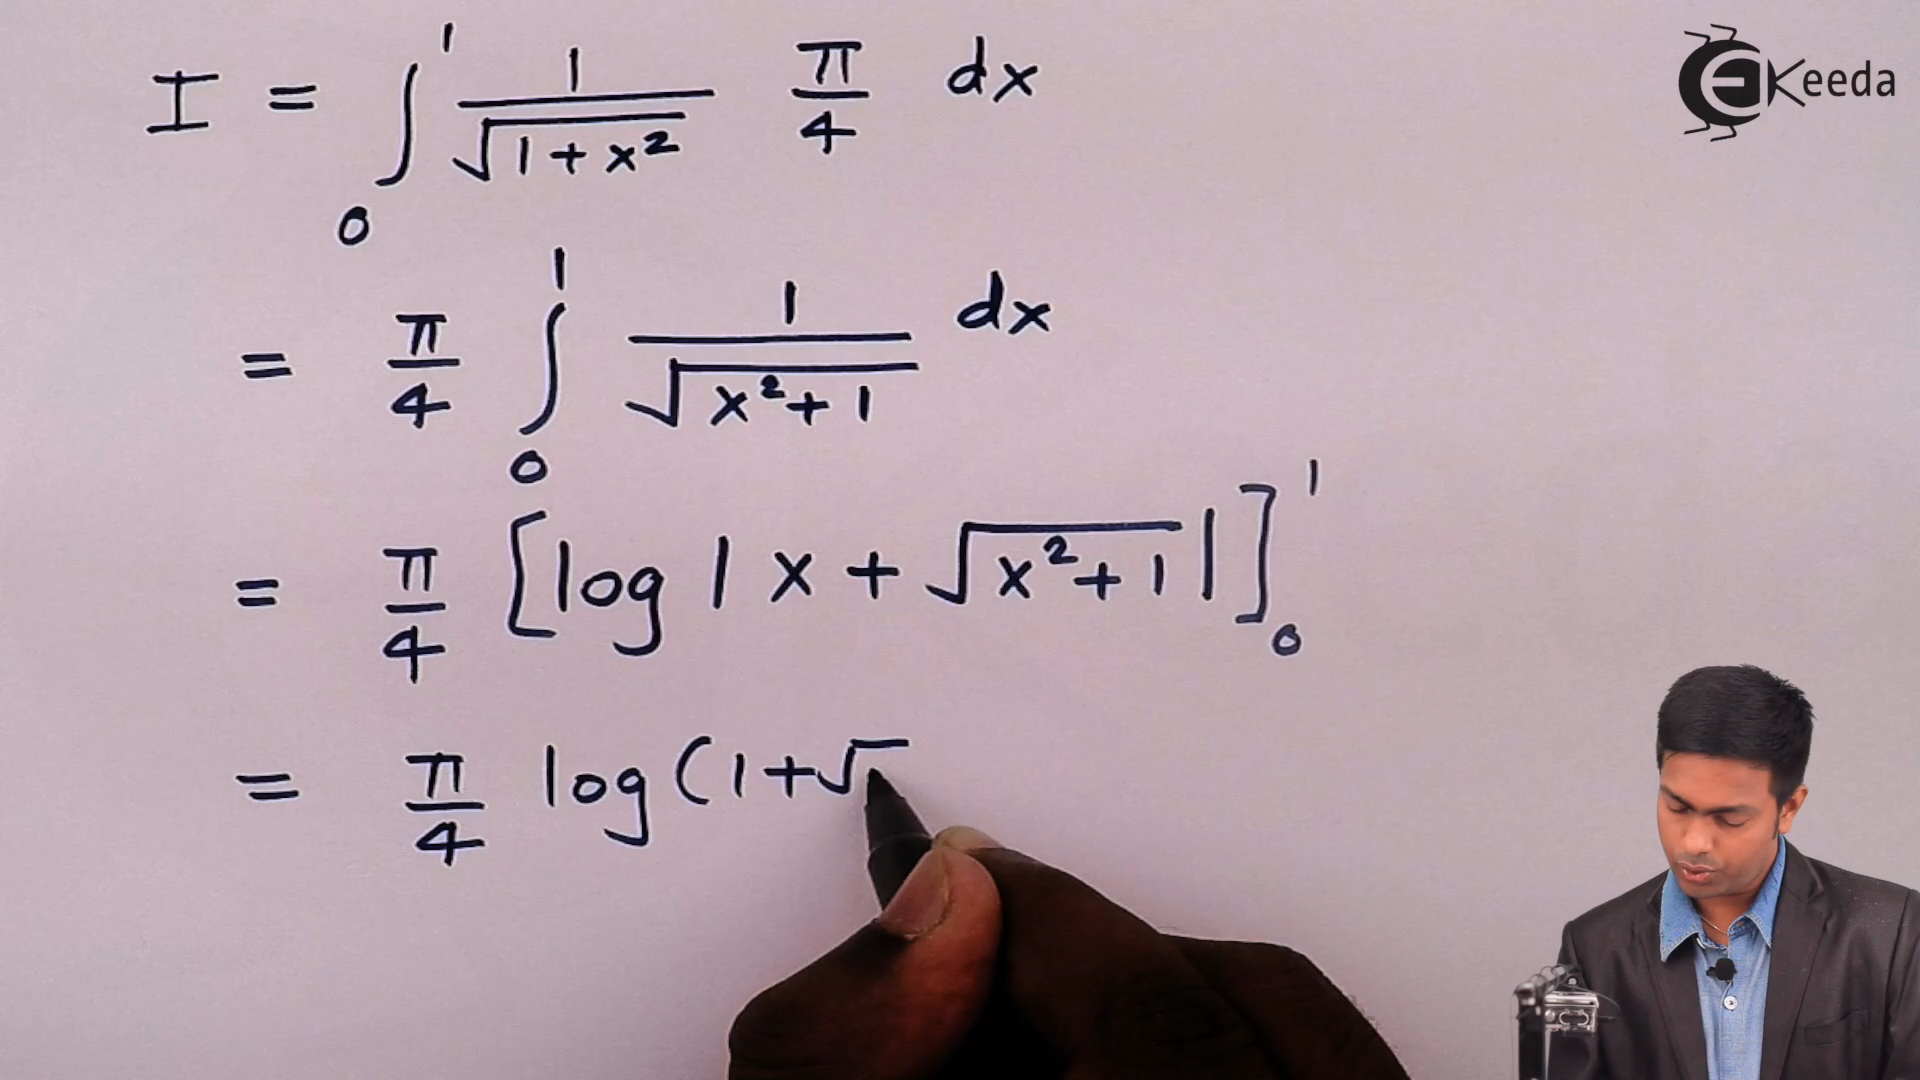 eKeeda
I = ∫₀¹ 1/√(1+x²) π/4 dx
= π/4 ∫₀¹ 1/√(x²+1) dx
= π/4 [log |x + √(x²+1)|]₀¹
= π/4 log(1+√